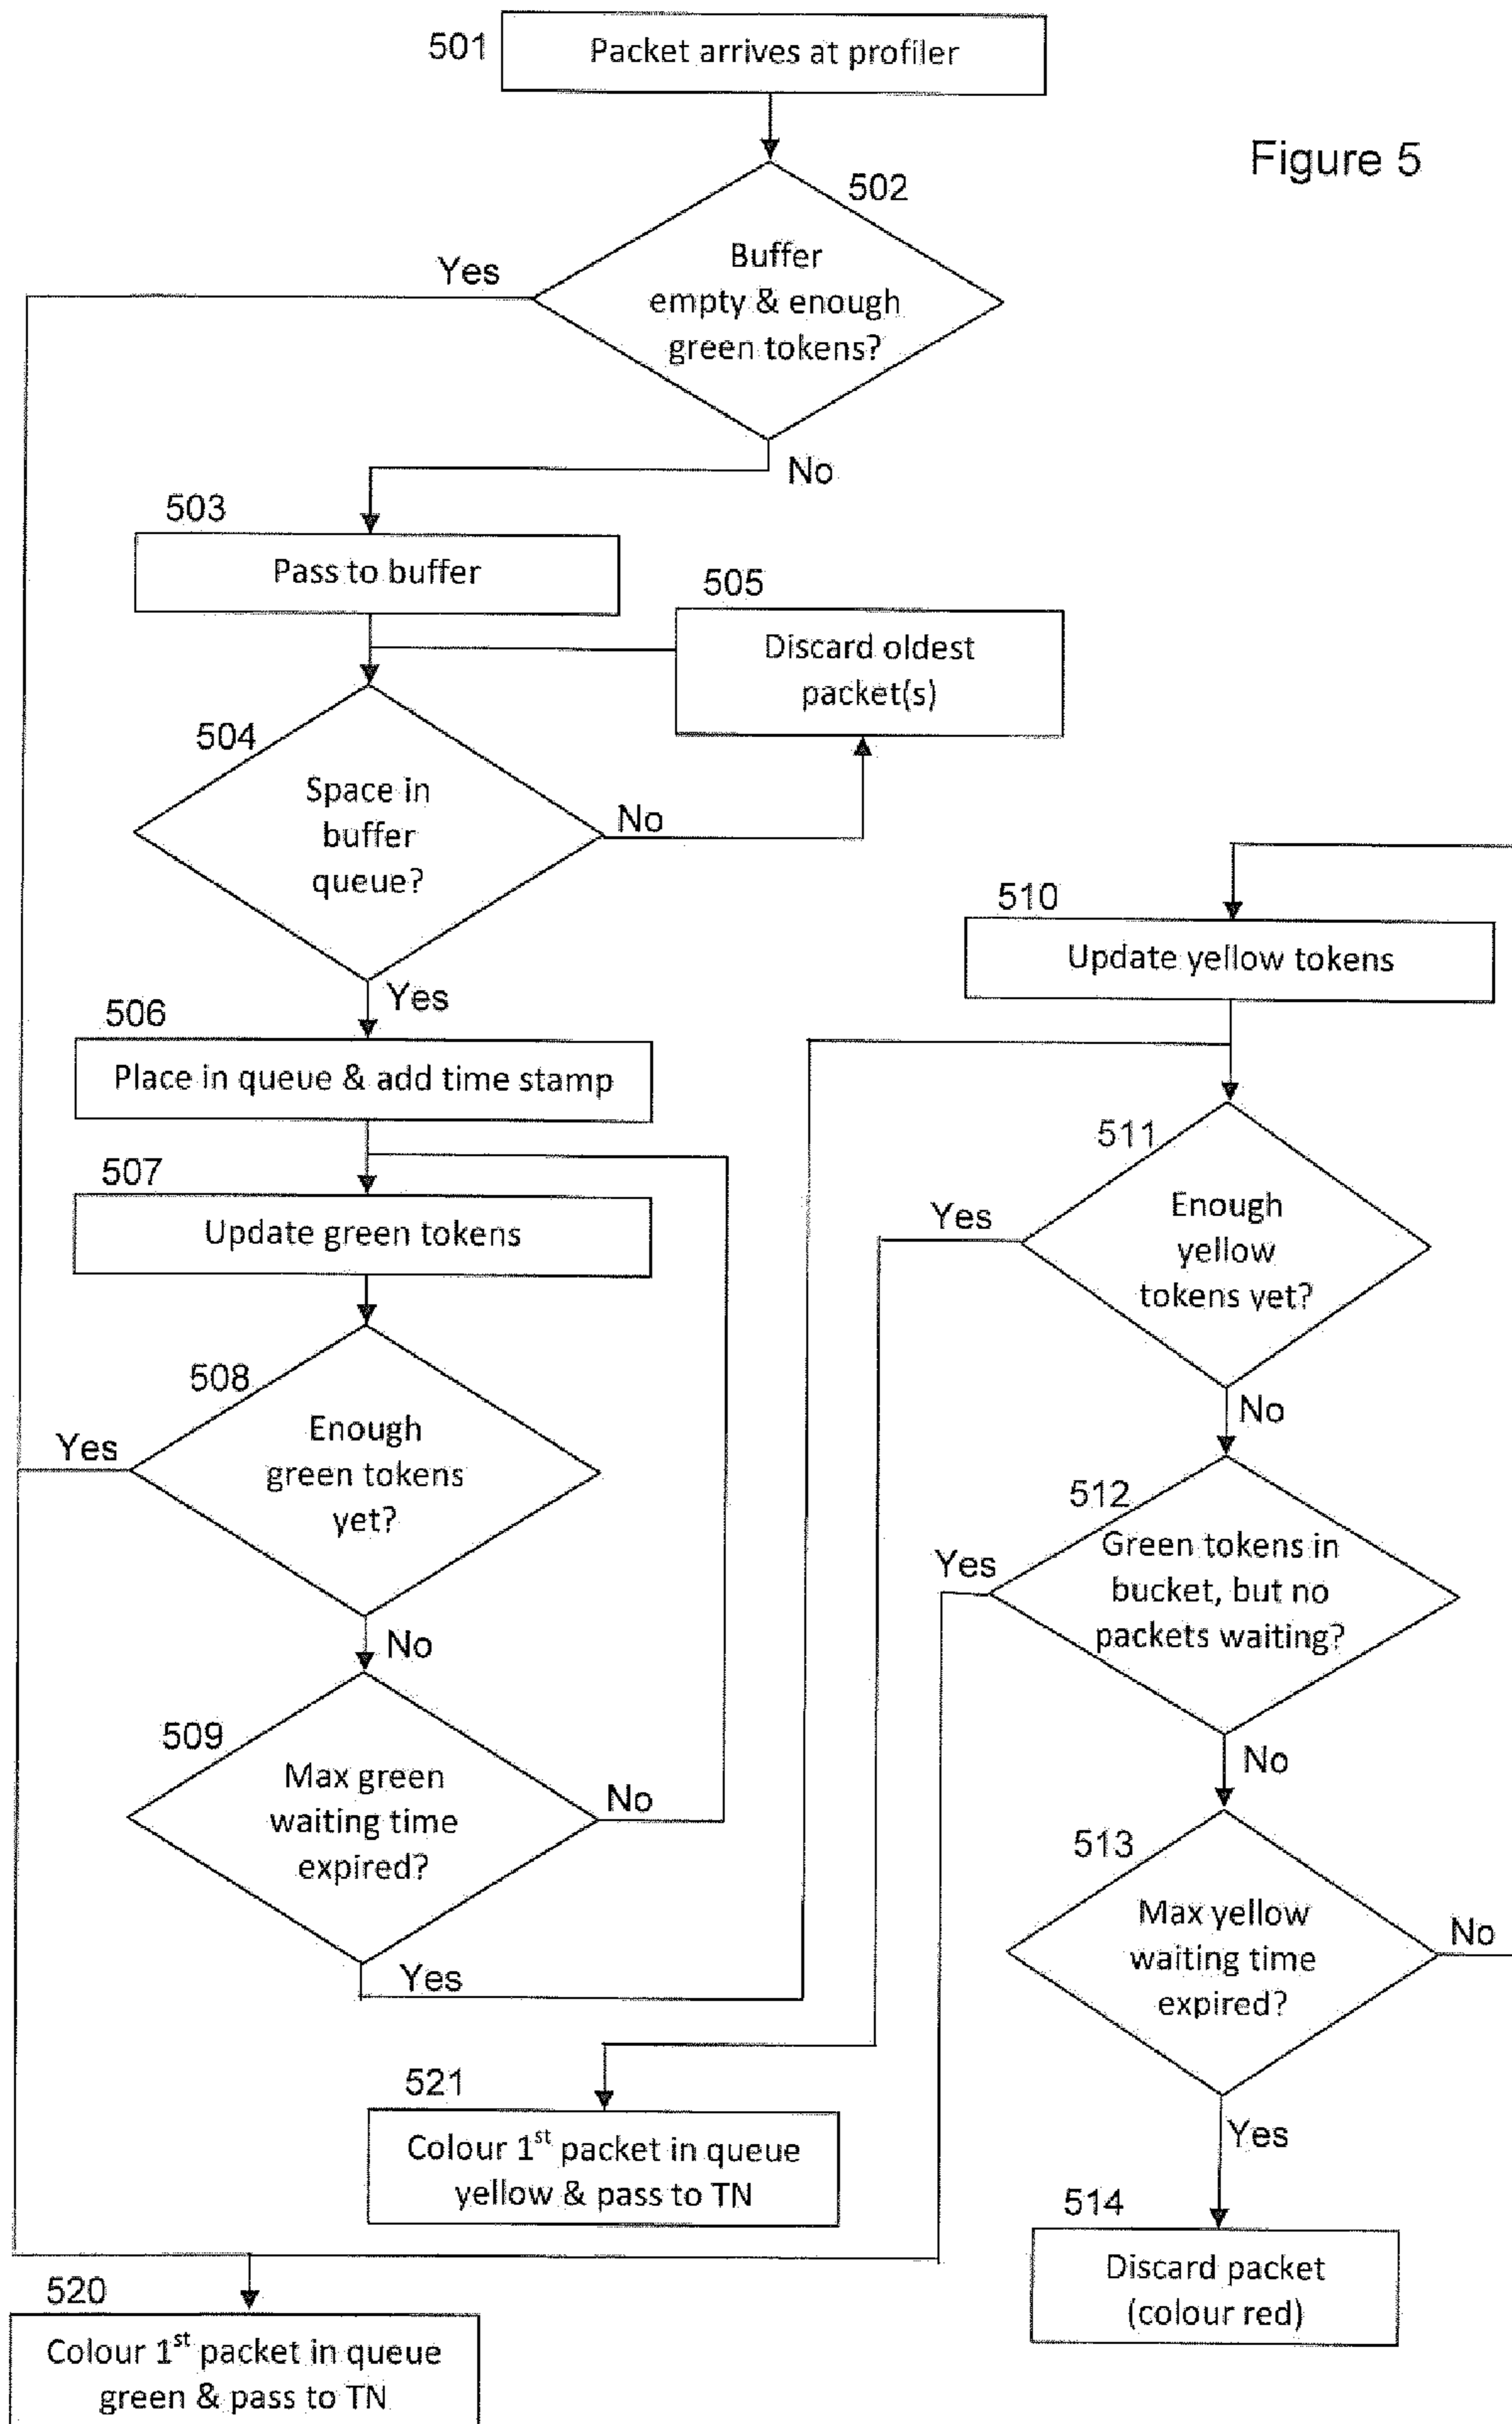 501
Packet arrives at profiler
Figure 5
502
Buffer
empty & enough
green tokens?
Yes
No
503
Pass to buffer
505
Discard oldest
packet(s)
504
Space in
buffer
queue?
No
Yes
506
Place in queue & add time stamp
507
Update green tokens
508
Enough
green tokens
yet?
Yes
No
509
Max green
waiting time
expired?
No
Yes
510
Update yellow tokens
511
Enough
yellow
tokens yet?
Yes
No
512
Green tokens in
bucket, but no
packets waiting?
Yes
No
513
Max yellow
waiting time
expired?
No
Yes
514
Discard packet
(colour red)
521
Colour 1st packet in queue
yellow & pass to TN
520
Colour 1st packet in queue
green & pass to TN